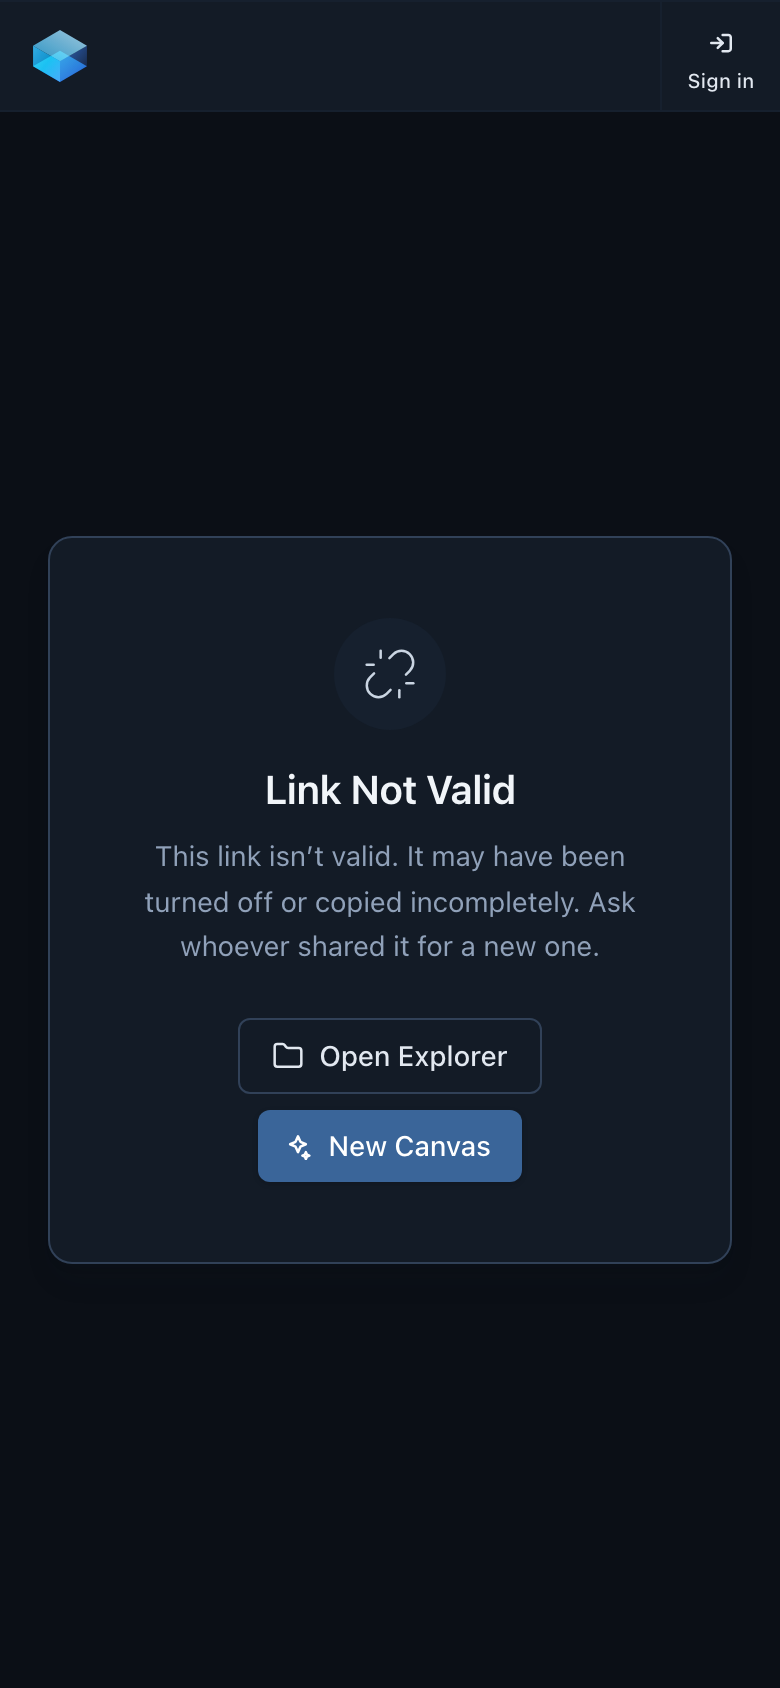 Sign in
Link Not Valid
This link isn’t valid. It may have been
turned off or copied incompletely. Ask
whoever shared it for a new one.
Open Explorer
New Canvas